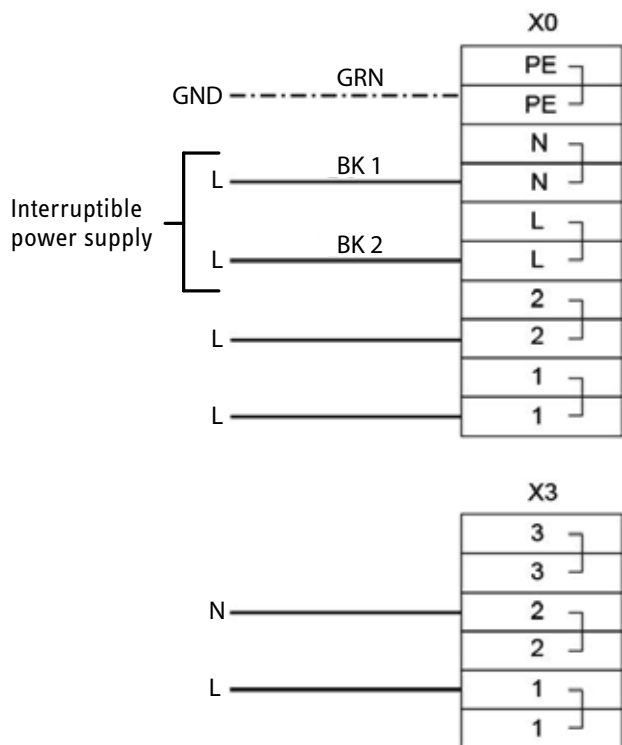 X0
PE
GND GRN PE
N
L BK 1 N
Interruptible
power supply
L
L BK 2 L
2
L 2
1
L 1
X3
3
3
N 2
2
L 1
1